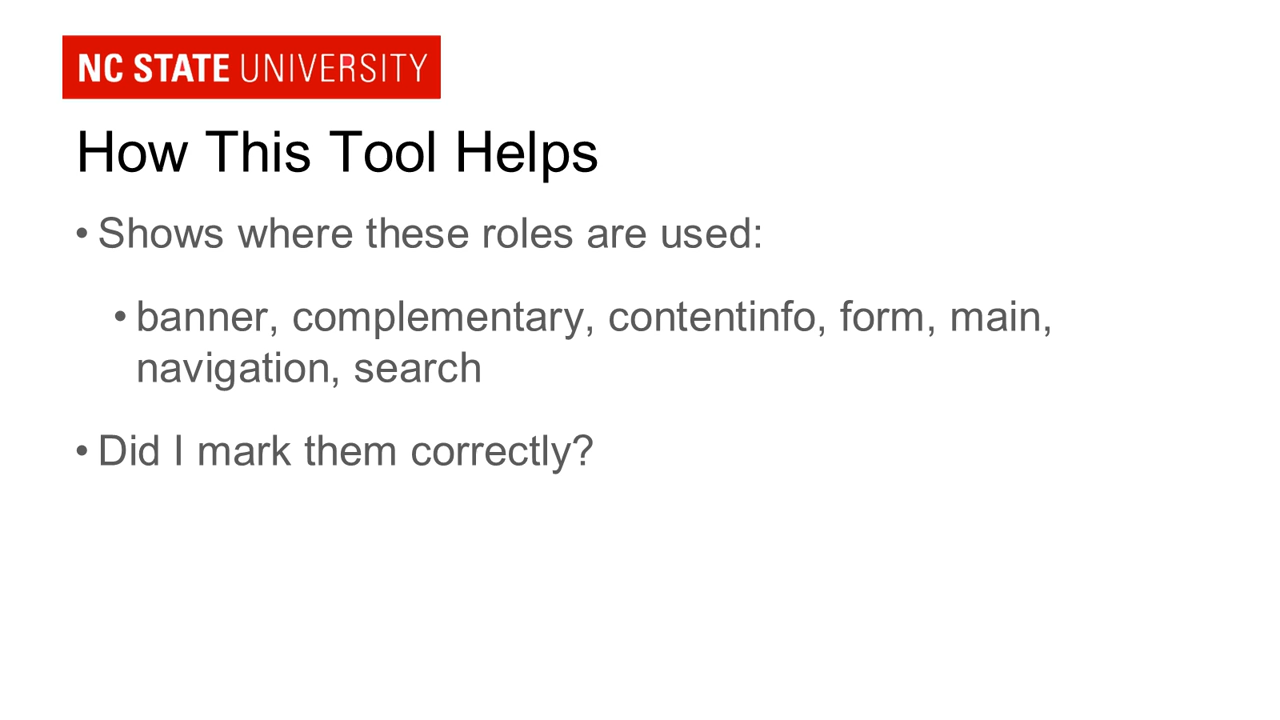 NC STATE UNIVERSITY
How This Tool Helps
• Shows where these roles are used:
• banner, complementary, contentinfo, form, main,
navigation, search
• Did I mark them correctly?